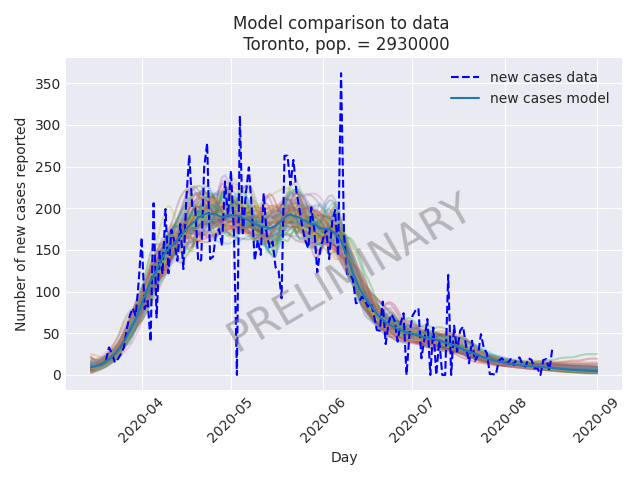 Model comparison to data
Toronto, pop. = 2930000
new cases data
new cases model
Number of new cases reported
350
300
250
200
150
100
50
0
PRELIMINARY
2020-04
2020-05
2020-06
2020-07
2020-08
2020-09
Day